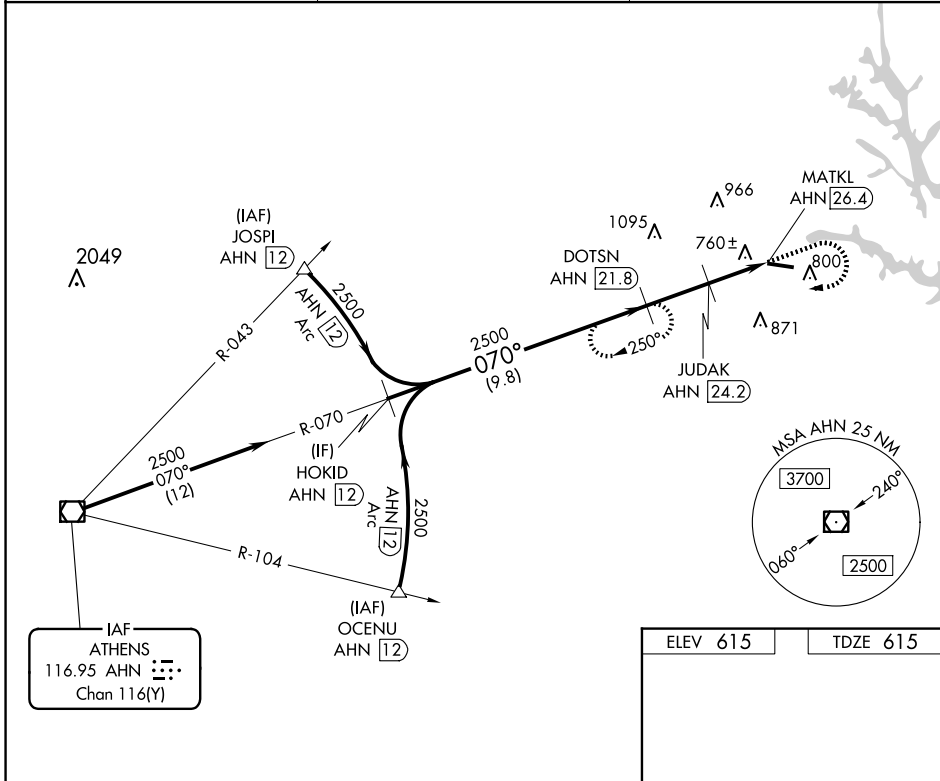 2049
(IAF)
JOSPI
AHN 12
2500
AHN 12
Arc
R-043
1095
966
MATKL
AHN 26.4
760±
800
DOTSN
AHN 21.8
871
2500
070°
(9.8)
250°
JUDAK
AHN 24.2
R-070
2500
070°
(12)
(IF)
HOKID
AHN 12
AHN 12
Arc
2500
R-104
(IAF)
OCENU
AHN 12
MSA AHN 25 NM
3700
240°
060°
2500
IAF
ATHENS
116.95 AHN
Chan 116(Y)
ELEV 615
TDZE 615